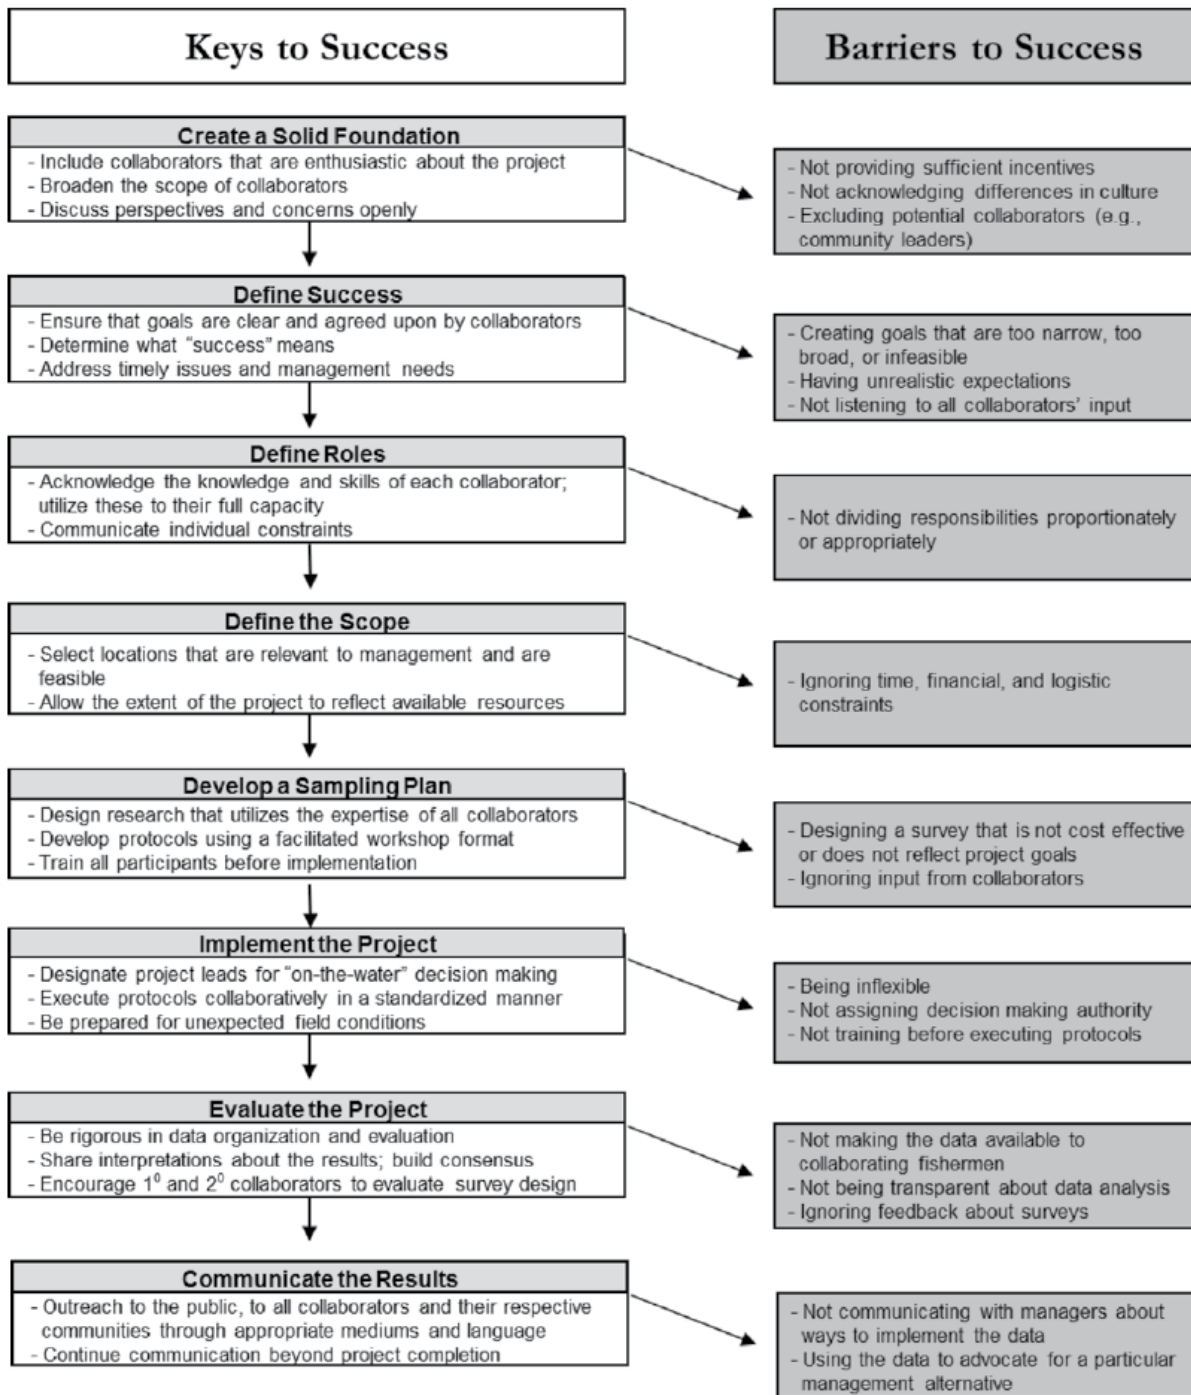 Keys to Success
Barriers to Success
Create a Solid Foundation
- Include collaborators that are enthusiastic about the project
- Broaden the scope of collaborators
- Discuss perspectives and concerns openly
- Not providing sufficient incentives
- Not acknowledging differences in culture
- Excluding potential collaborators (e.g.,
community leaders)
Define Success
- Ensure that goals are clear and agreed upon by collaborators
- Determine what “success” means
- Address timely issues and management needs
- Creating goals that are too narrow, too
broad, or infeasible
- Having unrealistic expectations
- Not listening to all collaborators’ input
Define Roles
- Acknowledge the knowledge and skills of each collaborator;
utilize these to their full capacity
- Communicate individual constraints
- Not dividing responsibilities proportionately
or appropriately
Define the Scope
- Select locations that are relevant to management and are
feasible
- Allow the extent of the project to reflect available resources
- Ignoring time, financial, and logistic
constraints
Develop a Sampling Plan
- Design research that utilizes the expertise of all collaborators
- Develop protocols using a facilitated workshop format
- Train all participants before implementation
- Designing a survey that is not cost effective
or does not reflect project goals
- Ignoring input from collaborators
Implement the Project
- Designate project leads for “on-the-water” decision making
- Execute protocols collaboratively in a standardized manner
- Be prepared for unexpected field conditions
- Being inflexible
- Not assigning decision making authority
- Not training before executing protocols
Evaluate the Project
- Be rigorous in data organization and evaluation
- Share interpretations about the results; build consensus
- Encourage 1⁰ and 2⁰ collaborators to evaluate survey design
- Not making the data available to
collaborating fishermen
- Not being transparent about data analysis
- Ignoring feedback about surveys
Communicate the Results
- Outreach to the public, to all collaborators and their respective
communities through appropriate mediums and language
- Continue communication beyond project completion
- Not communicating with managers about
ways to implement the data
- Using the data to advocate for a particular
management alternative